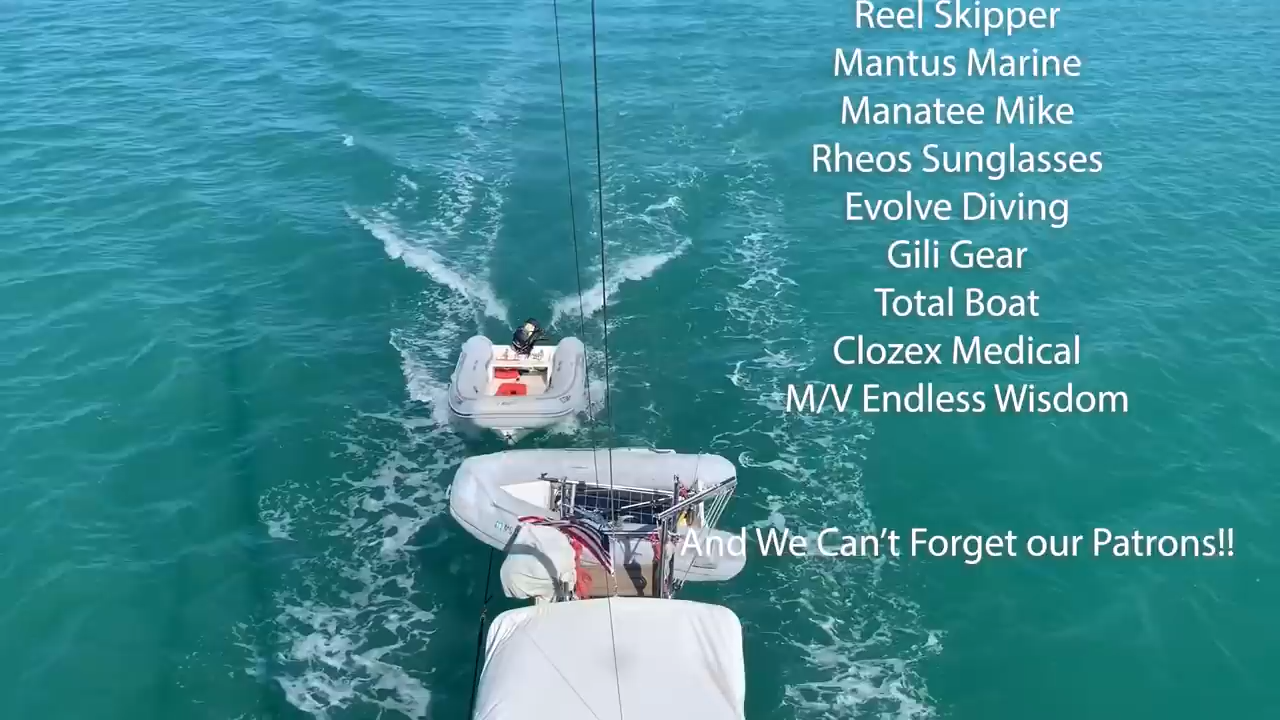 Reel Skipper
Mantus Marine
Manatee Mike
Rheos Sunglasses
Evolve Diving
Gili Gear
Total Boat
Clozex Medical
M/V Endless Wisdom
And We Can't Forget our Patrons!!